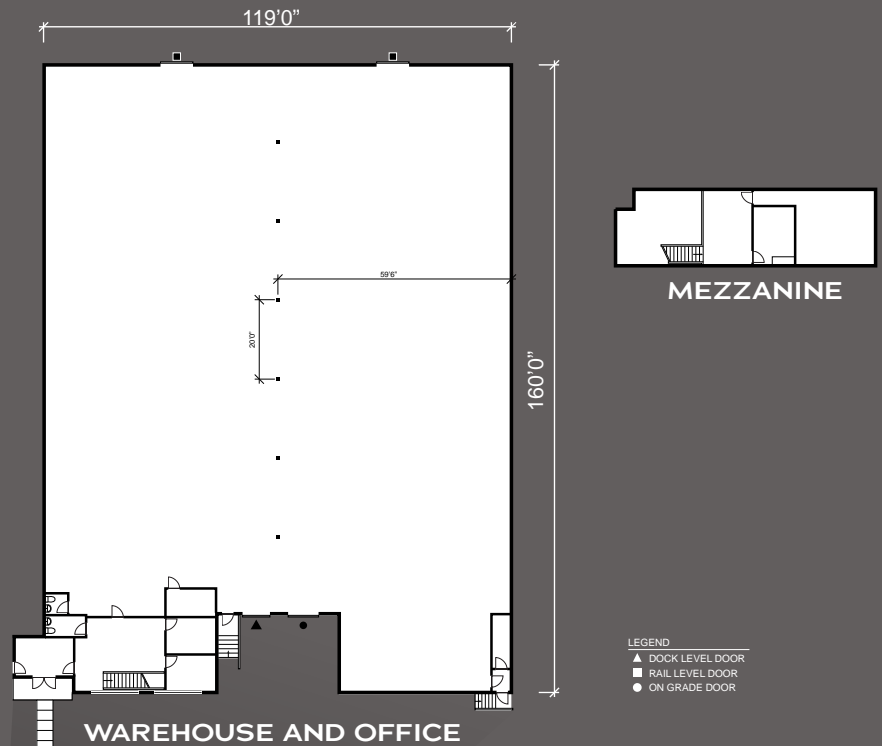 119'0”
59'6”
20'0”
160'0”
MEZZANINE
LEGEND
DOCK LEVEL DOOR
RAIL LEVEL DOOR
ON GRADE DOOR
WAREHOUSE AND OFFICE